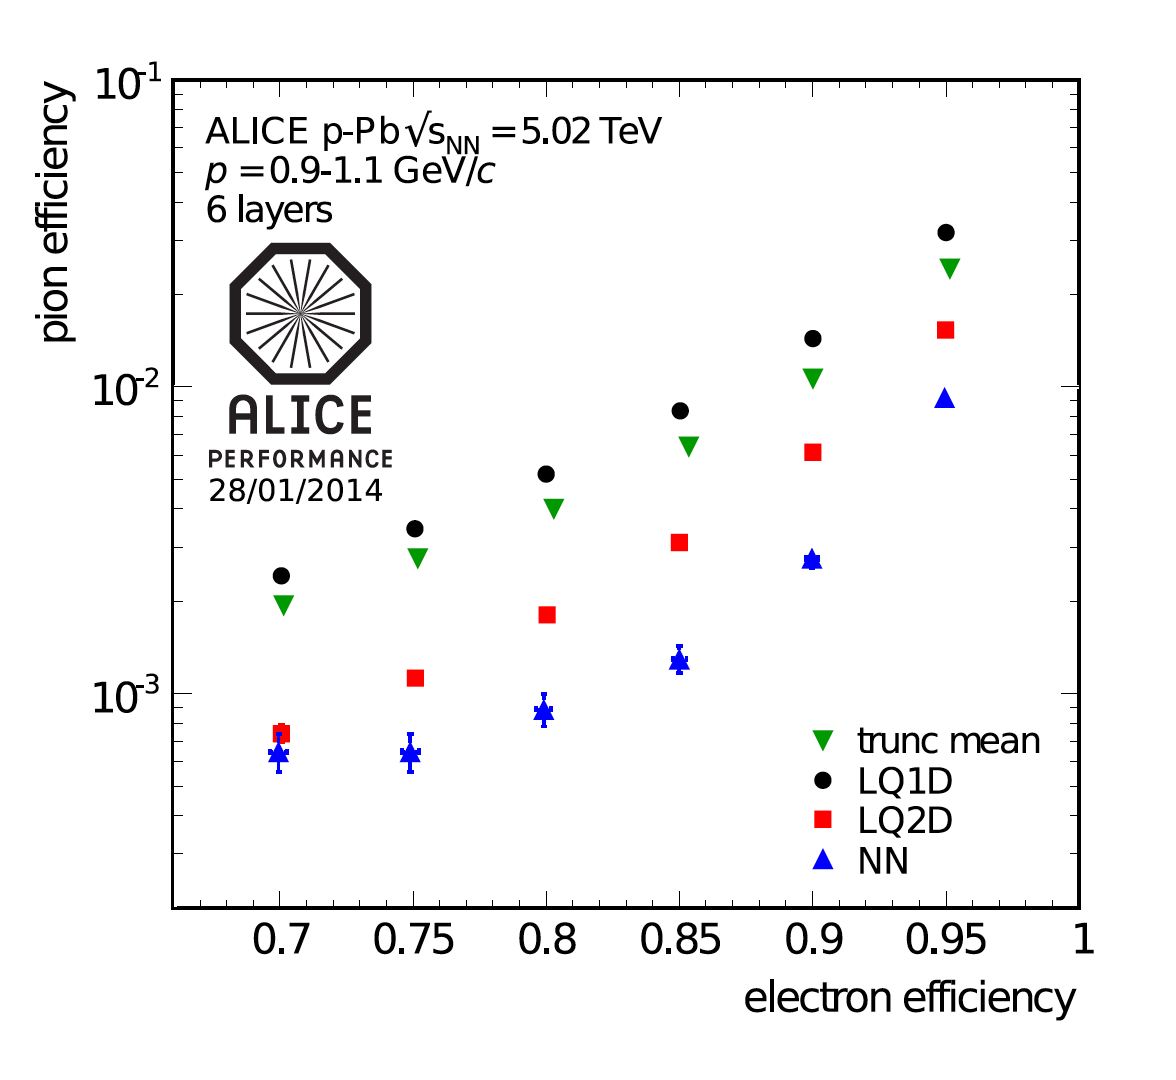 10-1
pion efficiency
ALICE p-Pb √sNN = 5.02 TeV
p = 0.9-1.1 GeV/c
6 layers
ALICE
PERFORMANCE
28/01/2014
10-2
10-3
trunc mean
LQ1D
LQ2D
NN
0.7 0.75 0.8 0.85 0.9 0.95 1
electron efficiency